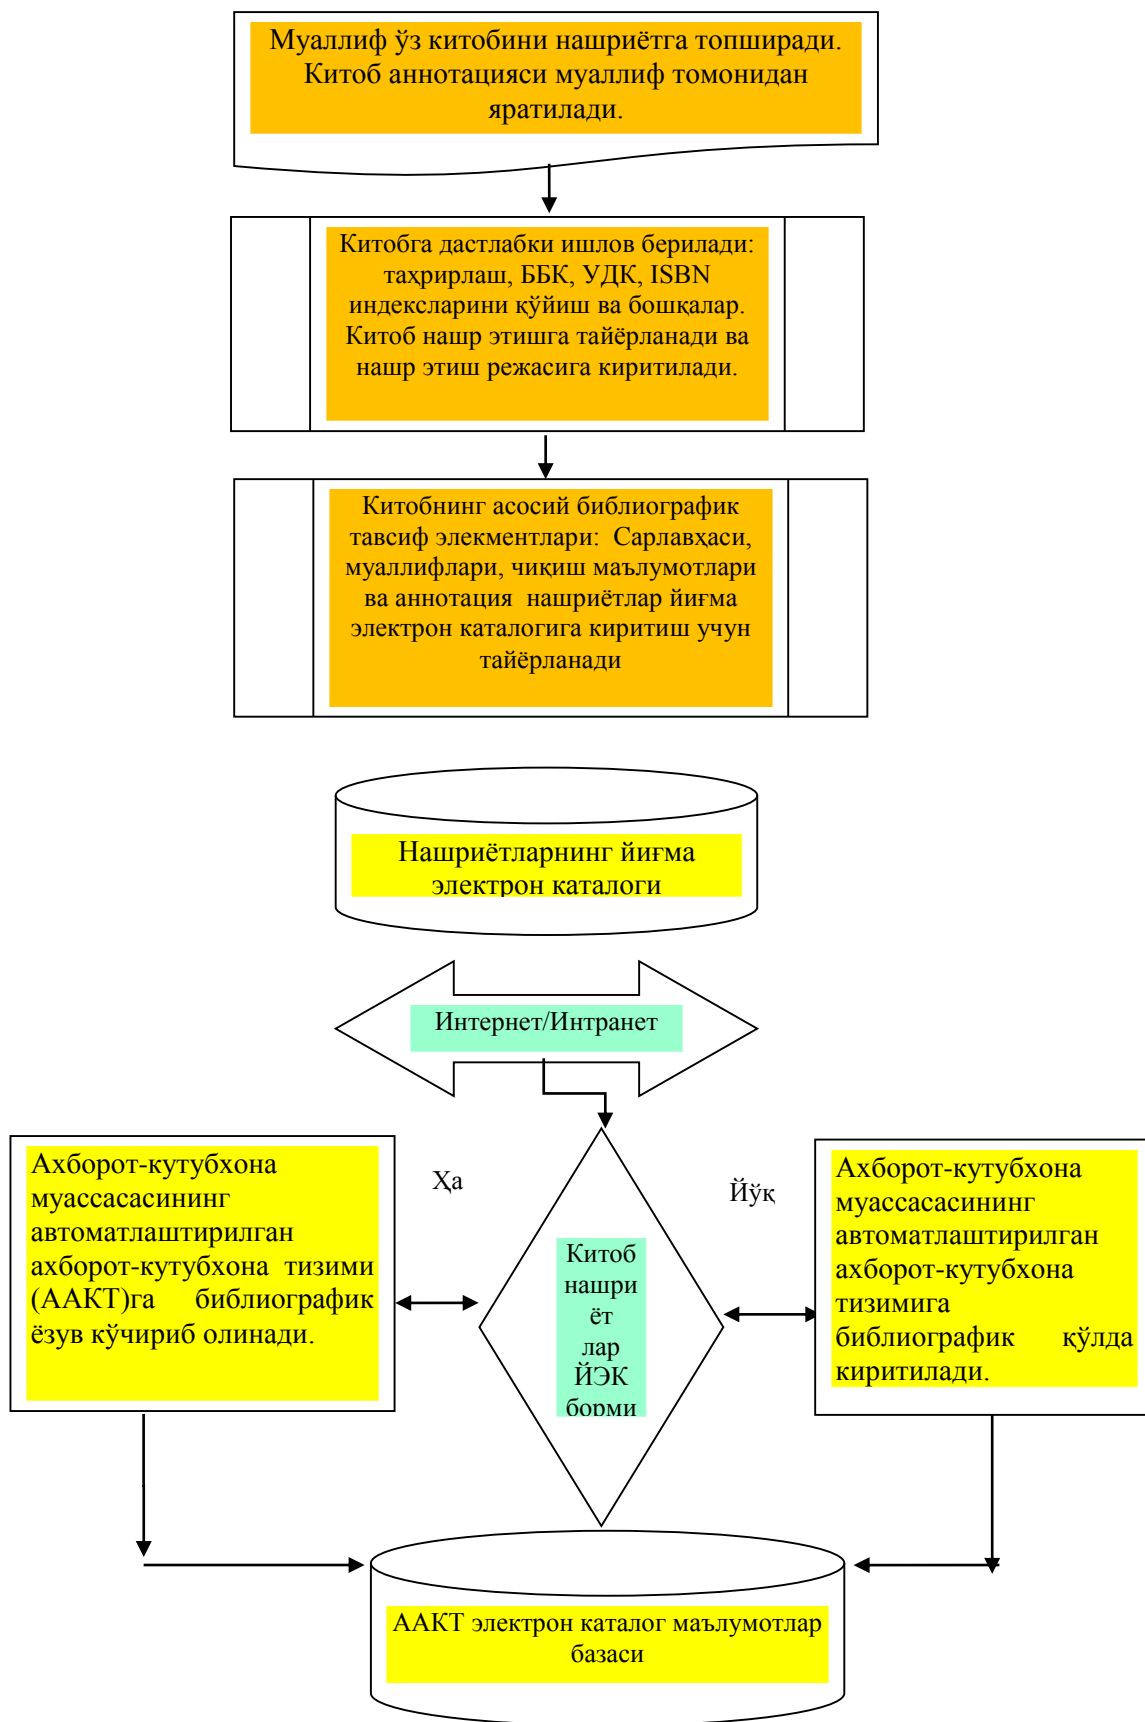 Муаллиф ўз китобини нашриётга топширади.
Китоб аннотацияси муаллиф томонидан
яратилади.
Китобга дастлабки ишлов берилади:
таҳрирлаш, ББК, УДК, ISBN
индексларини қўйиш ва бошқалар.
Китоб нашр этишга тайёрланади ва
нашр этиш режасига киритилади.
Китобнинг асосий библиографик
тавсиф элекментлари: Сарлавҳаси,
муаллифлари, чиқиш маълумотлари
ва аннотация нашриётлар йиғма
электрон каталогига киритиш учун
тайёрланади
Нашриётларнинг йиғма
электрон каталоги
Интернет/Интранет
Ахборот-кутубхона
муассасасининг
автоматлаштирилган
ахборот-кутубхона тизими
(ААКТ)га библиографик
ёзув кўчириб олинади.
Ҳа
Китоб
нашри
ёт
лар
ЙЭК
борми
Йўқ
Ахборот-кутубхона
муассасасининг
автоматлаштирилган
ахборот-кутубхона
тизимига
библиографик қўлда
киритилади.
ААКТ электрон каталог маълумотлар
базаси